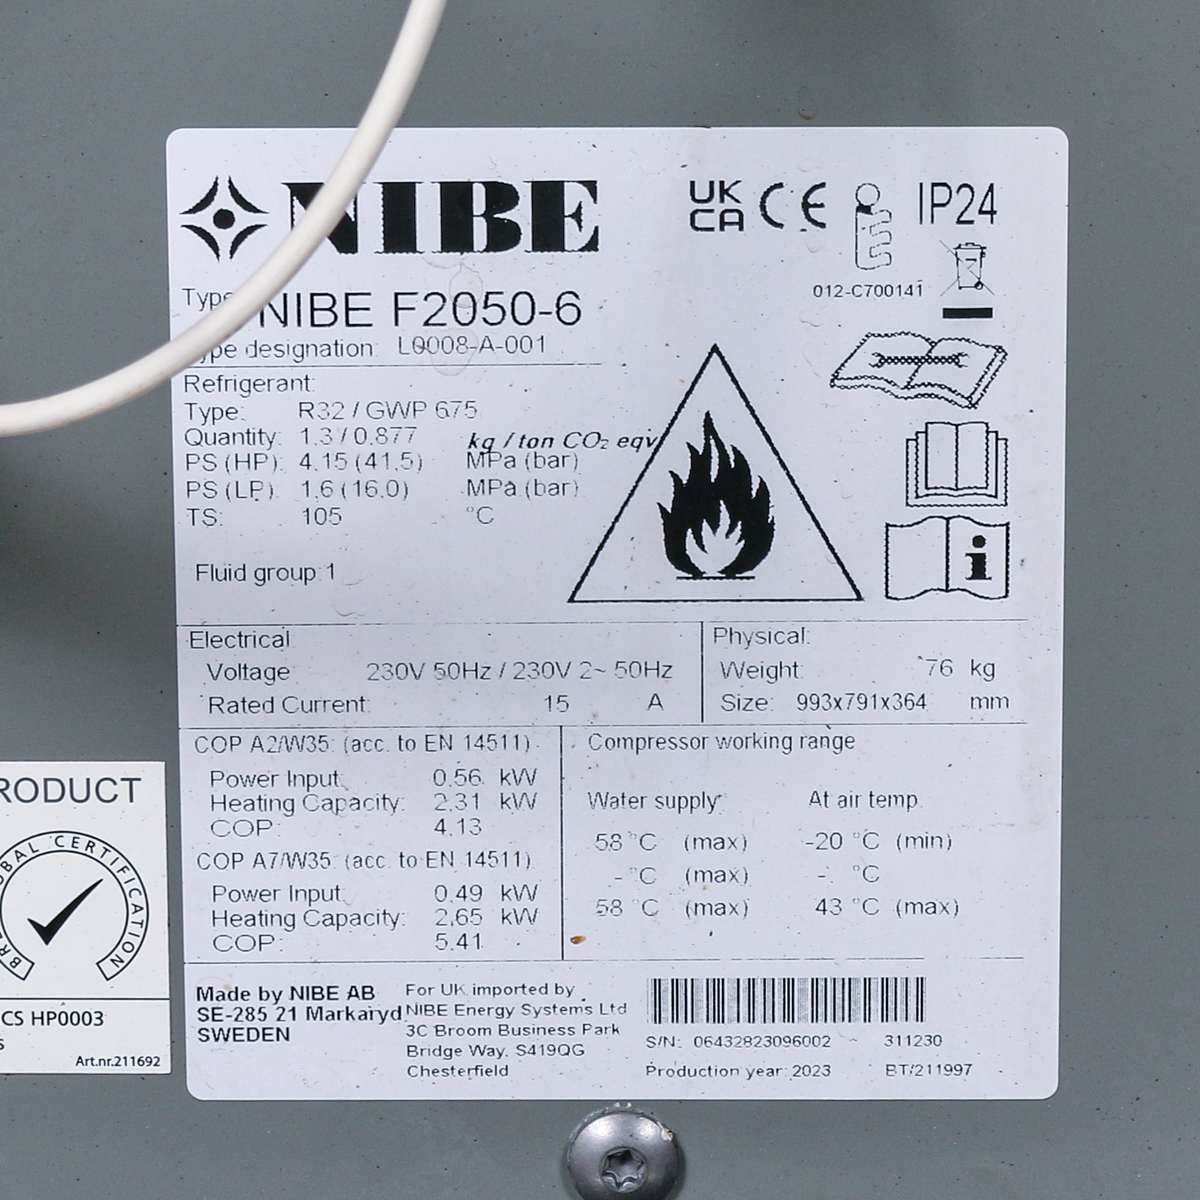 NIBE
UK
CA CE IP24
012-C700141
NIBE F2050-6
Type designation: L0008-A-001
Refrigerant:
Type: R32 / GWP 675
Quantity: 1.3 / 0.877 kg / ton CO₂ eqv
PS (HP): 4.15 (41.5) MPa (bar)
PS (LP): 1.6 (16.0) MPa (bar)
TS: 105 °C
Fluid group:1
Electrical
Voltage 230V 50Hz / 230V 2~ 50Hz
Rated Current: 15 A
Physical:
Weight: 76 kg
Size: 993x791x364 mm
COP A2/W35: (acc. to EN 14511)
Power Input: 0.56 kW
Heating Capacity: 2.31 kW
COP: 4.13
COP A7/W35: (acc. to EN 14511)
Power Input: 0.49 kW
Heating Capacity: 2.65 kW
COP: 5.41
Compressor working range
Water supply: At air temp.
58 °C (max) -20 °C (min)
- °C (max) - °C
58 °C (max) 43 °C (max)
Made by NIBE AB
SE-285 21 Markaryd
SWEDEN
For UK imported by
NIBE Energy Systems Ltd
3C Broom Business Park
Bridge Way, S419QG
Chesterfield
S/N: 06432823096002 311230
Production year: 2023 BT/211997
RODUCT
BRE GLOBAL CERTIFICATION
CS HP0003
S
Art.nr.211692